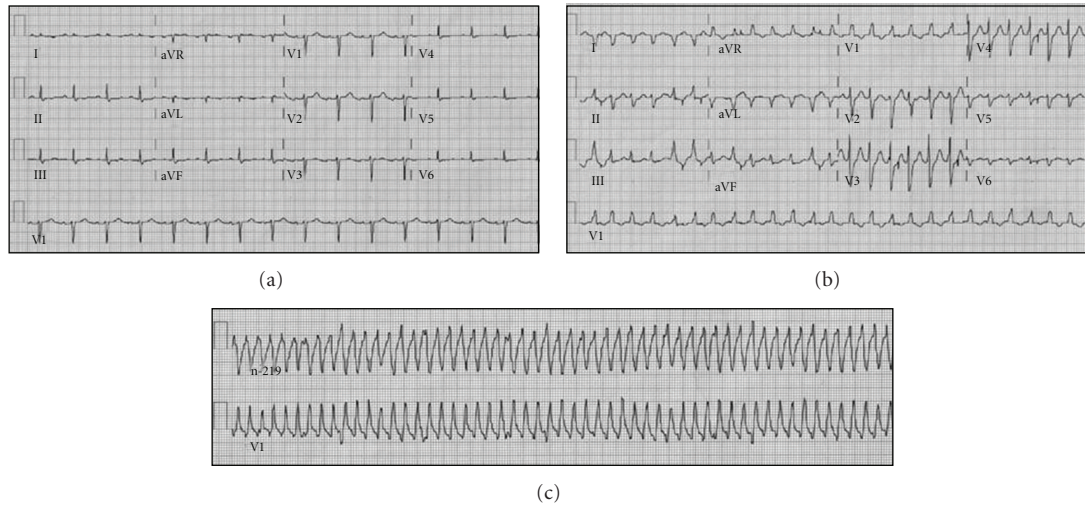 I aVR V1 V4
II aVL V2 V5
III aVF V3 V6
V1
(a)
I aVR V1 V4
II aVL V2 V5
III aVF V3 V6
V1
(b)
n-219
V1
(c)